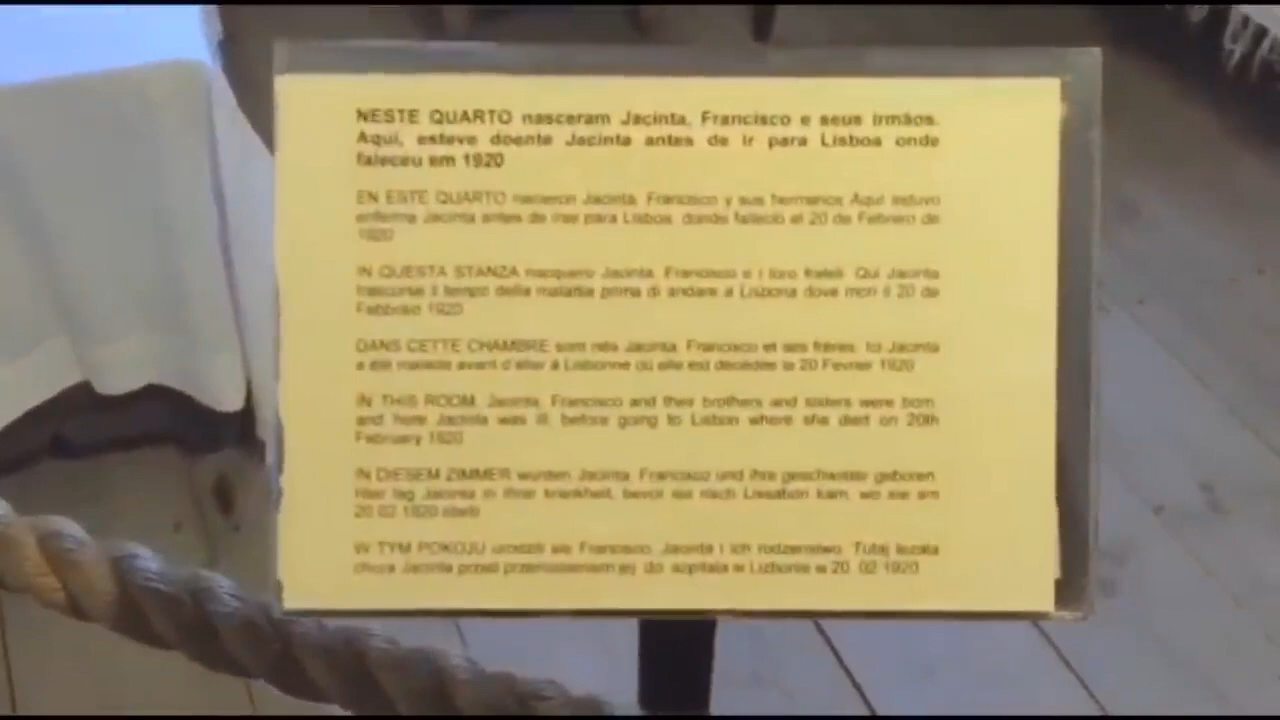 NESTE QUARTO nasceram Jacinta, Francisco e seus irmãos.
Aqui, esteve doente Jacinta antes de ir para Lisboa onde
faleceu em 1920
EN ESTE QUARTO nacieron Jacinta, Francisco y sus hermanos Aqui estuvo
enferma Jacinta antes de irse para Lisboa, donde falleció el 20 de Febrero de
1920
IN QUESTA STANZA nacquero Jacinta, Francisco e i loro fratelli. Qui Jacinta
trascorse il tempo della malattia prima di andare a Lisbona dove morì il 20 de
Febbraio 1920
DANS CETTE CHAMBRE sont nés Jacinta, Francisco et ses frères. Ici Jacinta
a été malade avant d'aller à Lisbonne où elle est décédée le 20 Février 1920
IN THIS ROOM, Jacinta, Francisco and their brothers and sisters were born
and here Jacinta was ill, before going to Lisbon where she died on 20th
February 1920
IN DIESEM ZIMMER wurden Jacinta, Francisco und ihre geschwister geboren.
Hier lag Jacinta in ihrer krankheit, bevor sie nach Lissabon kam, wo sie am
20 02 1920 starb
W TYM POKOJU urodzili sie Francisco, Jacinta i ich rodzenstwo. Tutaj lezala
chora Jacinta przed przeniesieniem jej do szpitala w Lizbonie w 20 02 1920